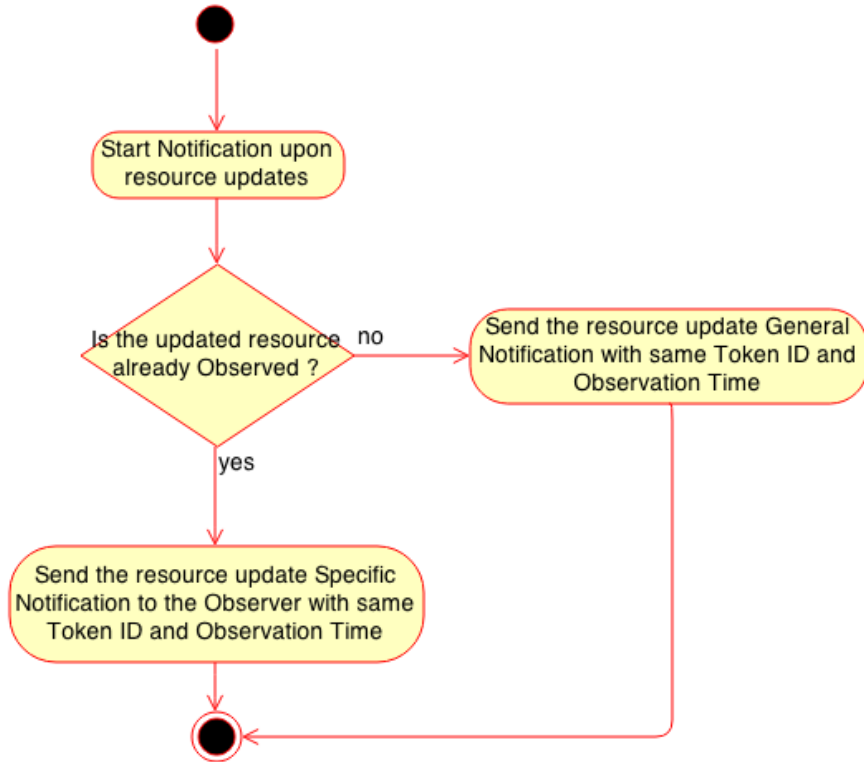 Start Notification upon
resource updates
Is the updated resource
already Observed ?
no
Send the resource update General
Notification with same Token ID and
Observation Time
yes
Send the resource update Specific
Notification to the Observer with same
Token ID and Observation Time